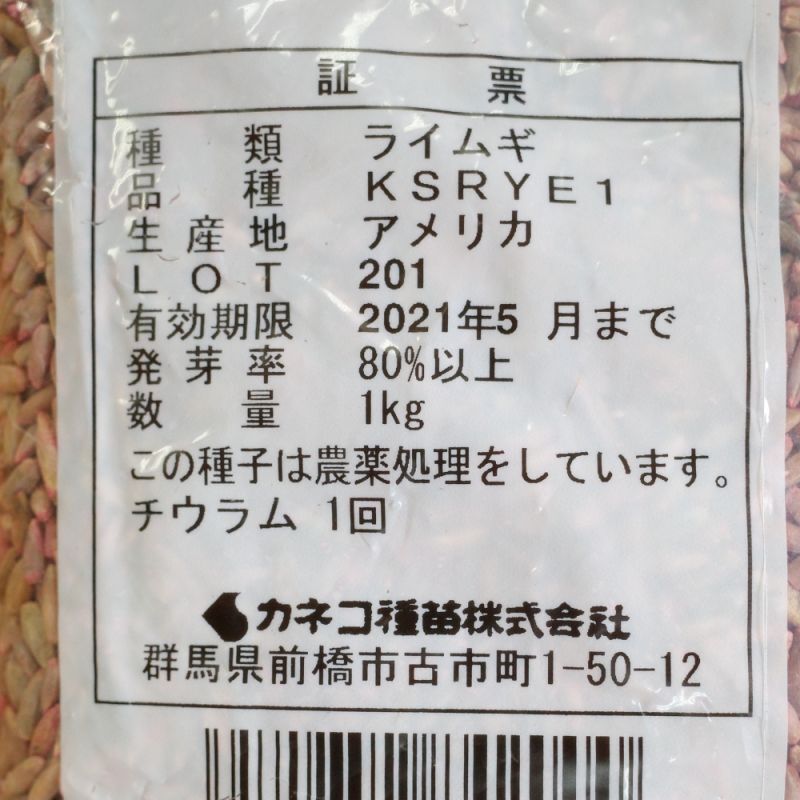 証票
種類 ライムギ
品種 KSRYE1
生産地 アメリカ
LOT 201
有効期限 2021年5月まで
発芽率 80%以上
数量 1kg
この種子は農薬処理をしています。
チウラム 1回
カネコ種苗株式会社
群馬県前橋市古市町1-50-12